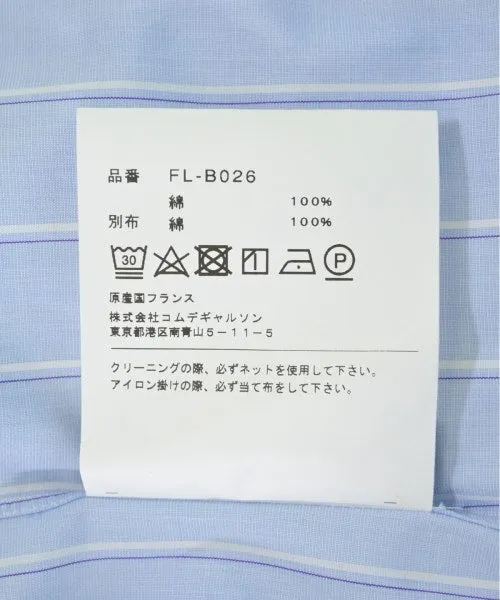 品番 FL-B026
綿 100%
別布 綿 100%
30 P
原産国フランス
株式会社コムデギャルソン
東京都港区南青山5-11-5
クリーニングの際、必ずネットを使用して下さい。
アイロン掛けの際、必ず当て布をして下さい。